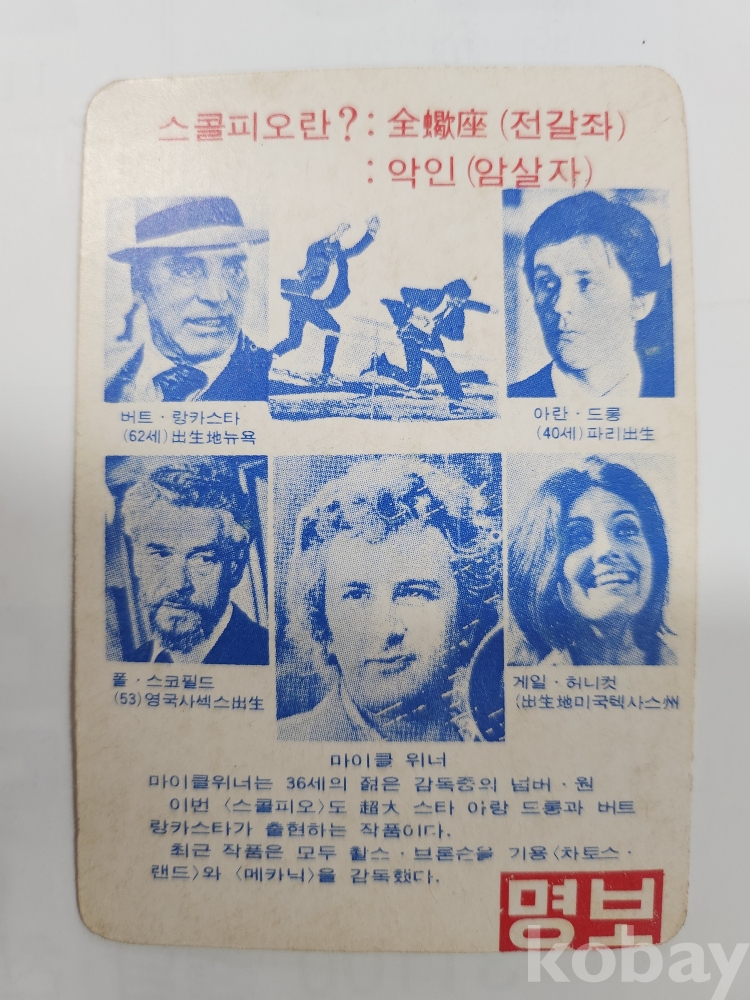 스콜피오란?: 全蠍座 (전갈좌)
: 악인 (암살자)
버트·랑카스타
(62세) 出生地뉴욕
아란·드롱
(40세) 파리出生
폴·스코필드
(53) 영국사섹스出生
게일·허니컷
(出生地미국텍사스州
마이클 위너
마이클위너는 36세의 젊은 감독중의 넘버·원
이번 〈스콜피오〉도 超大 스타 아랑 드롱과 버트
랑카스타가 출현하는 작품이다.
최근 작품은 모두 촬스·브론슨을 기용〈차토스·
랜드〉와 〈메카닉〉을 감독했다.
명보
kobay